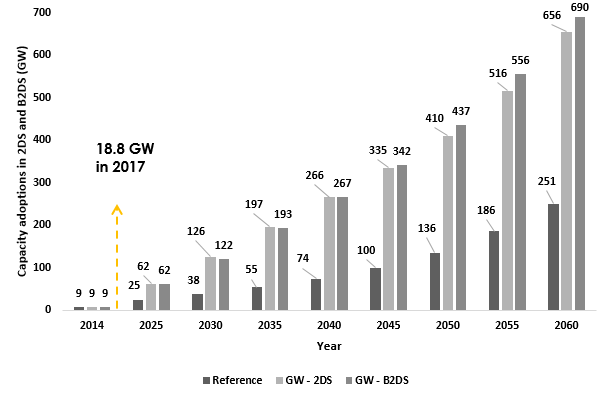 Capacity adoptions in 2DS and B2DS (GW)
700
600
500
400
300
200
100
0
18.8 GW
in 2017
9 9 9
25 62 62
38 126 122
55 197 193
74 266 267
100 335 342
136 410 437
186 516 556
251 656 690
2014 2025 2030 2035 2040 2045 2050 2055 2060
Year
Reference GW - 2DS GW - B2DS